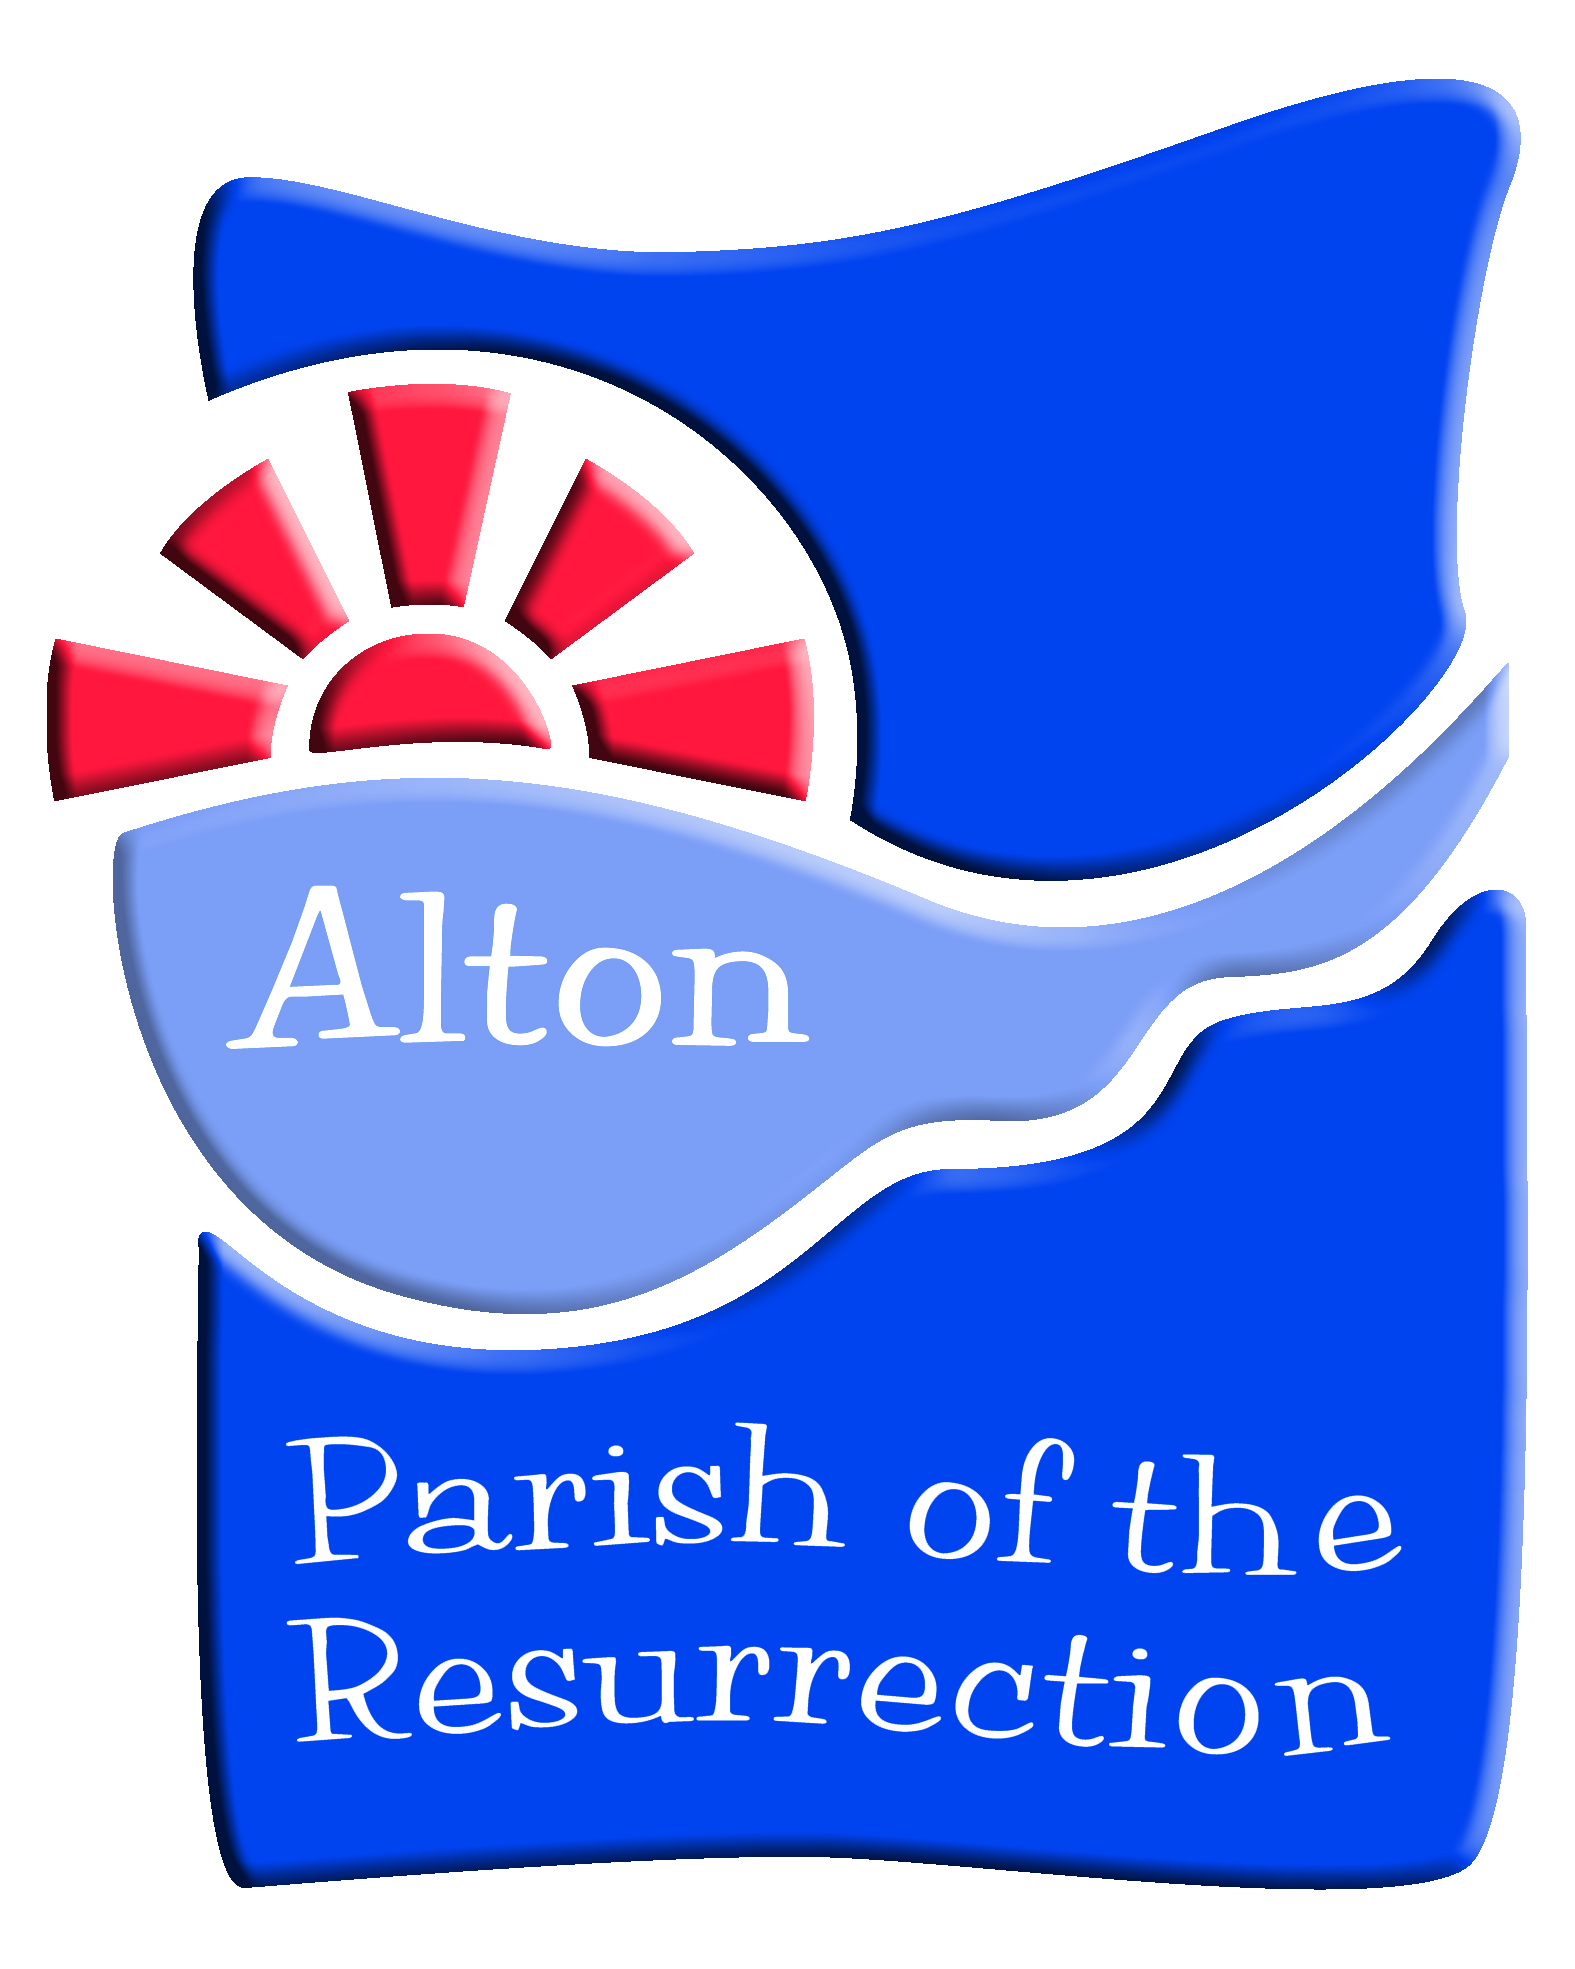 Alton
Parish of the
Resurrection